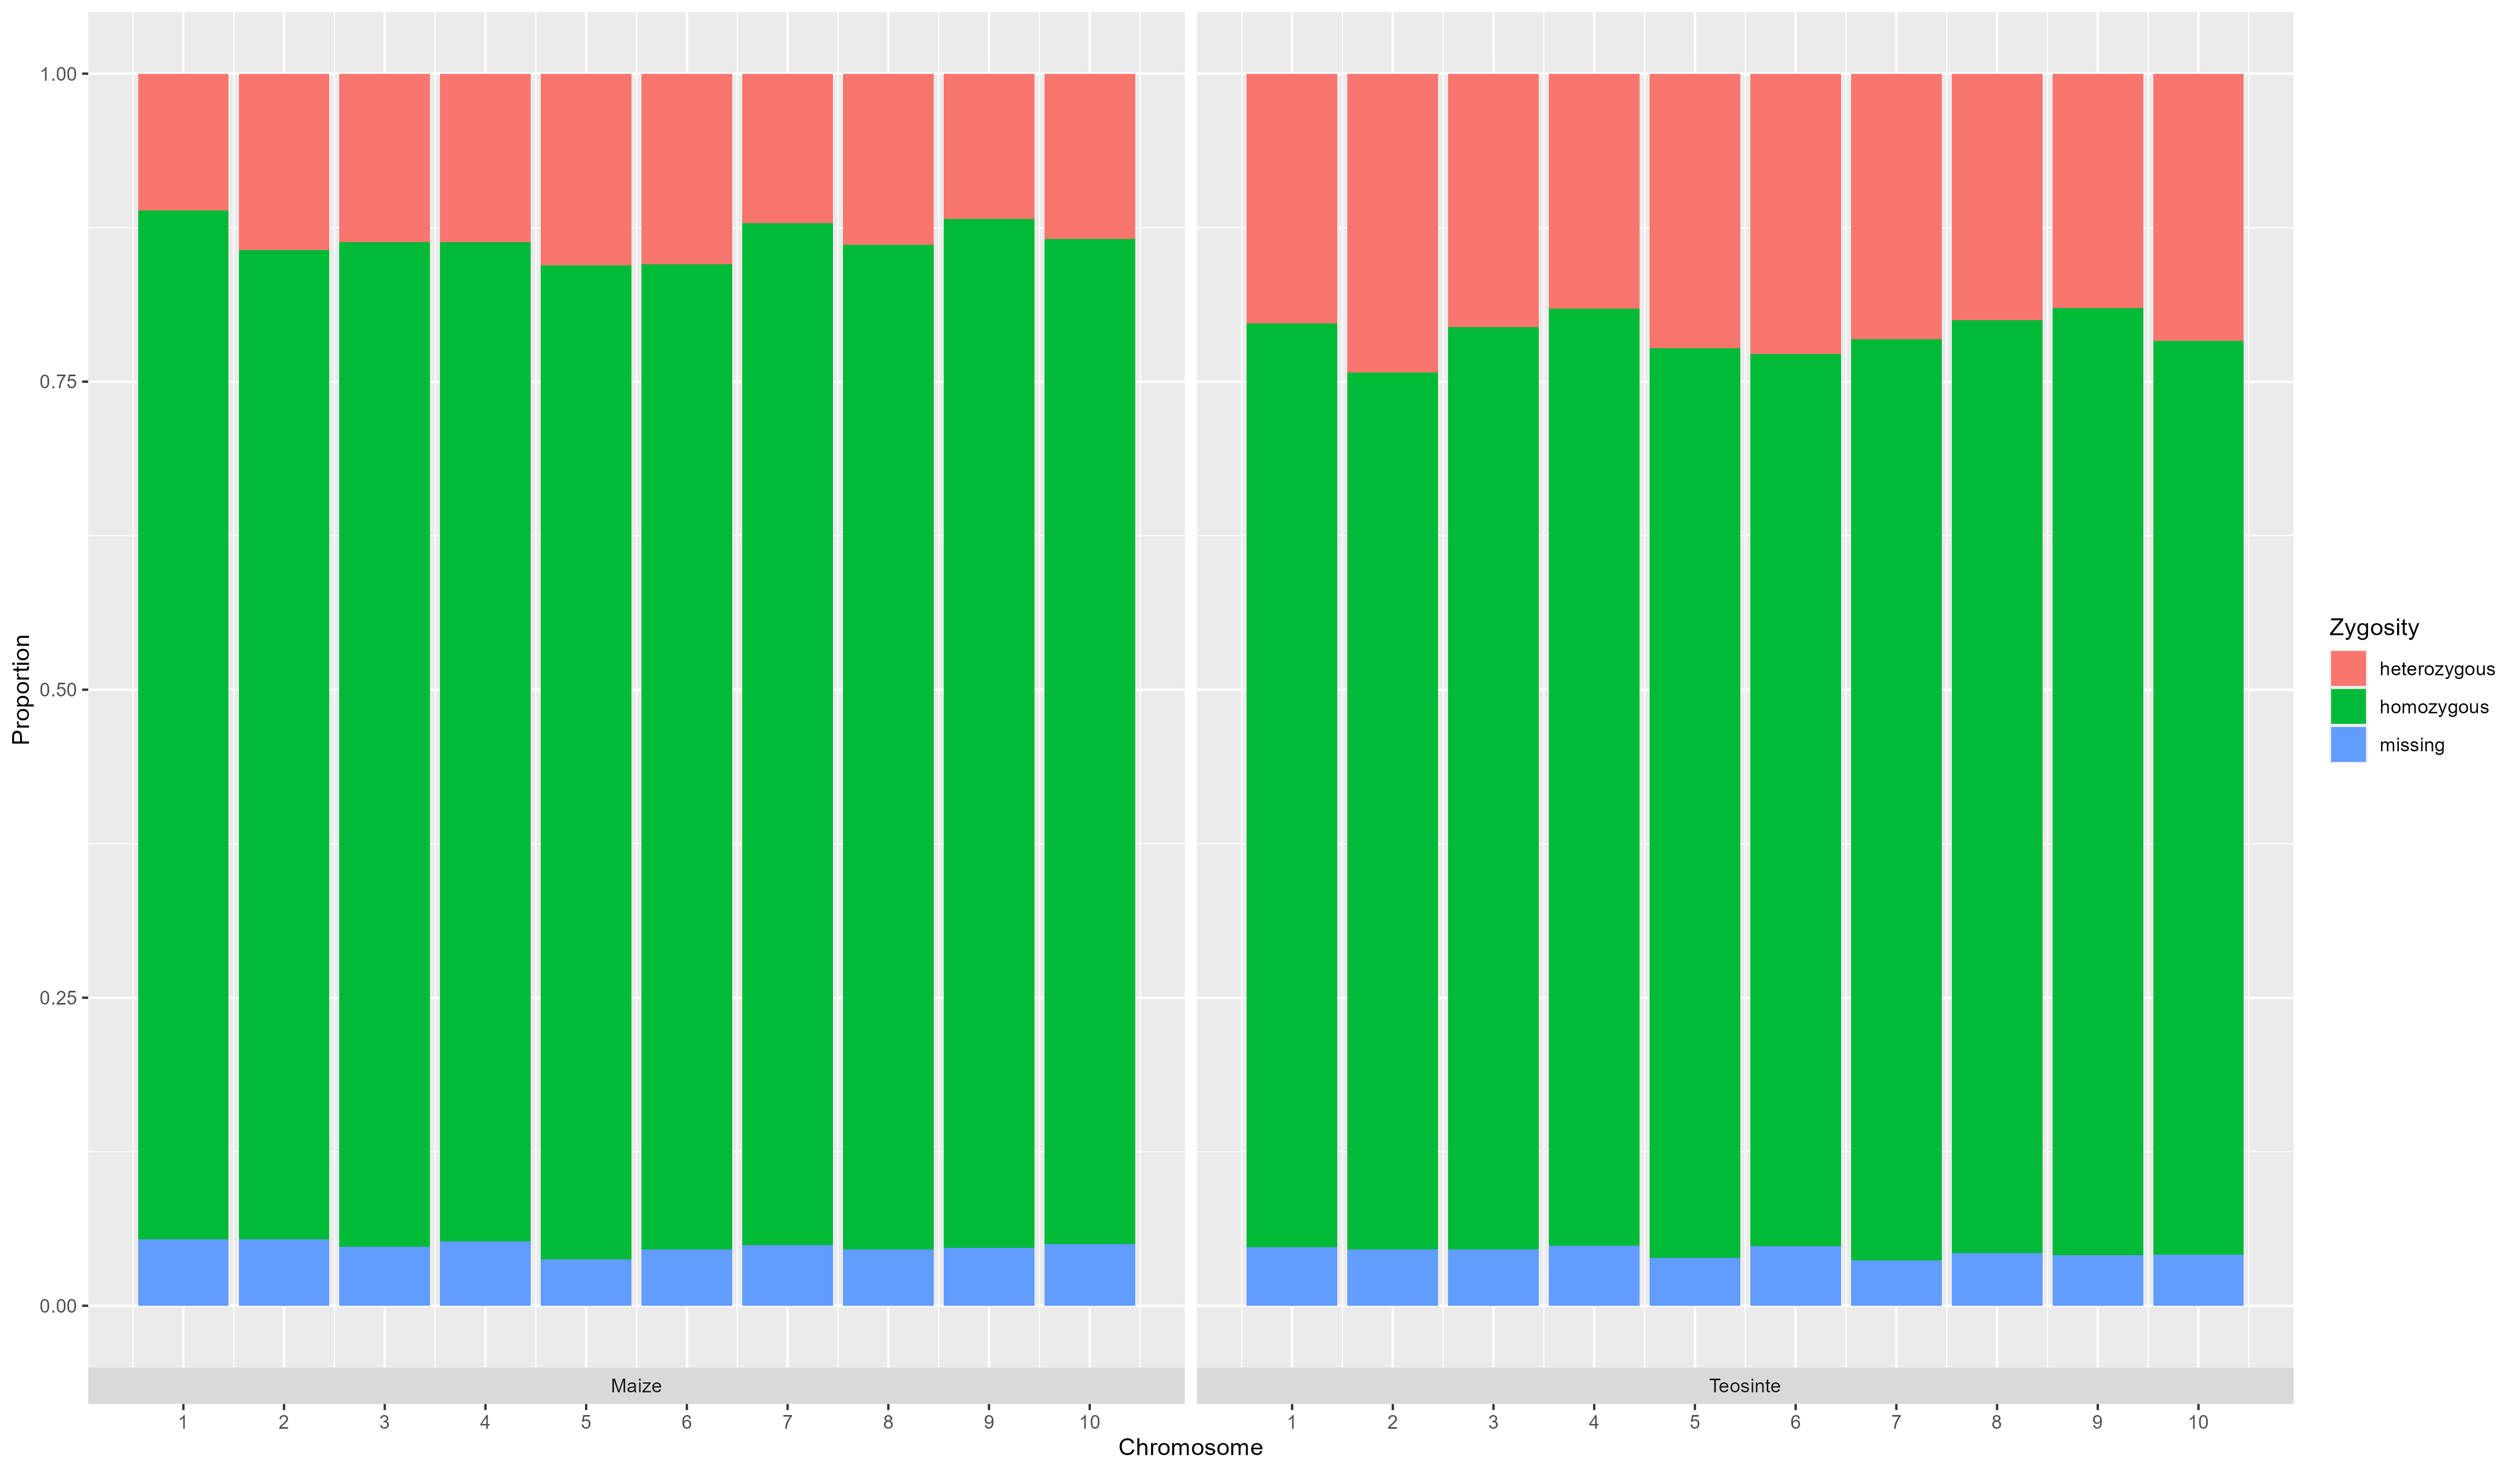 Proportion
1.00
0.75
0.50
0.25
0.00
Maize
Teosinte
1 2 3 4 5 6 7 8 9 10
1 2 3 4 5 6 7 8 9 10
Chromosome
Zygosity
heterozygous
homozygous
missing